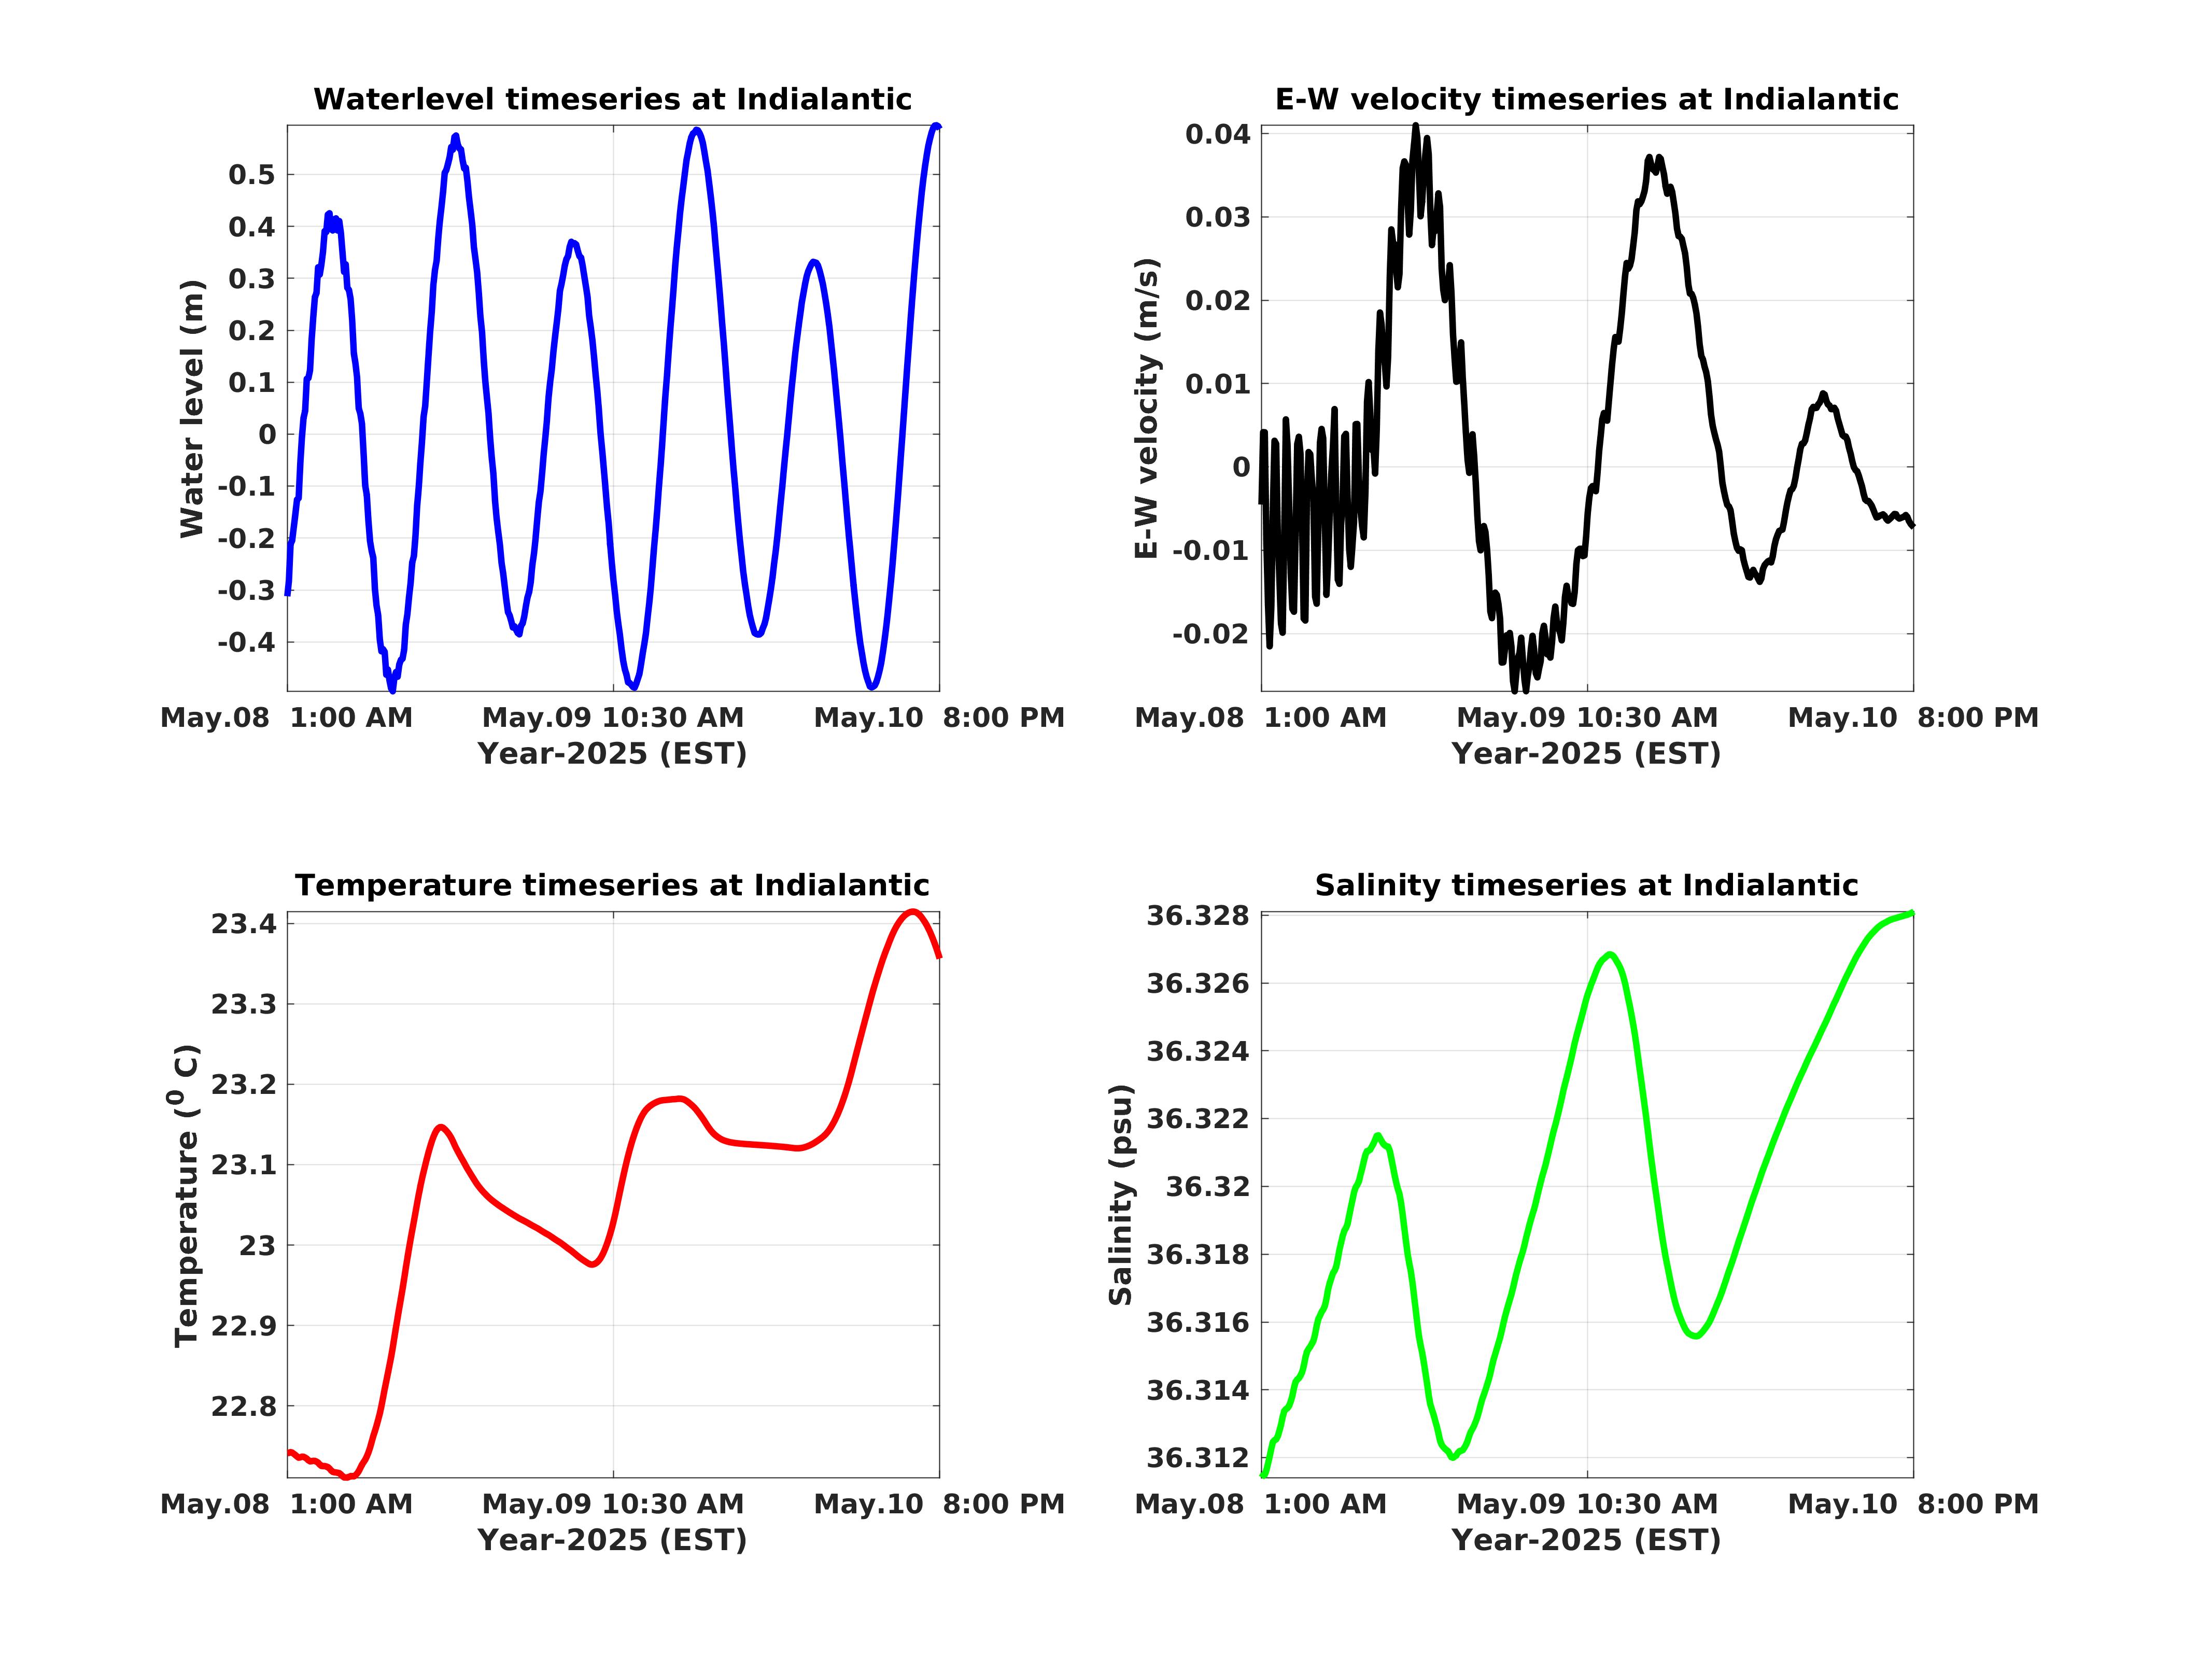 Waterlevel timeseries at Indialantic
0.5
0.4
0.3
0.2
0.1
0
-0.1
-0.2
-0.3
-0.4
Water level (m)
May.08 1:00 AM
May.09 10:30 AM
May.10 8:00 PM
Year-2025 (EST)
E-W velocity timeseries at Indialantic
0.04
0.03
0.02
0.01
0
-0.01
-0.02
E-W velocity (m/s)
May.08 1:00 AM
May.09 10:30 AM
May.10 8:00 PM
Year-2025 (EST)
Temperature timeseries at Indialantic
23.4
23.3
23.2
23.1
23
22.9
22.8
Temperature (⁰ C)
May.08 1:00 AM
May.09 10:30 AM
May.10 8:00 PM
Year-2025 (EST)
Salinity timeseries at Indialantic
36.328
36.326
36.324
36.322
36.32
36.318
36.316
36.314
36.312
Salinity (psu)
May.08 1:00 AM
May.09 10:30 AM
May.10 8:00 PM
Year-2025 (EST)